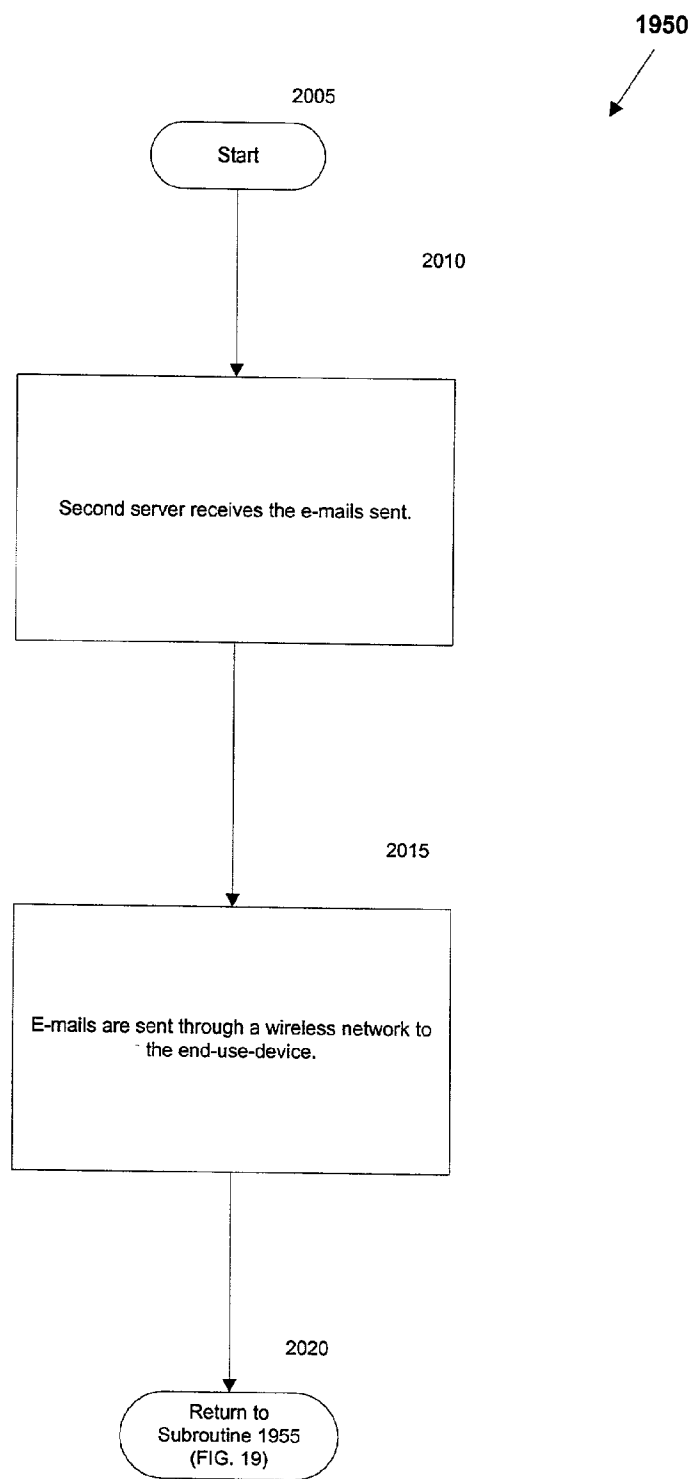 1950
2005
Start
2010
Second server receives the e-mails sent.
2015
E-mails are sent through a wireless network to
the end-use-device.
2020
Return to
Subroutine 1955
(FIG. 19)